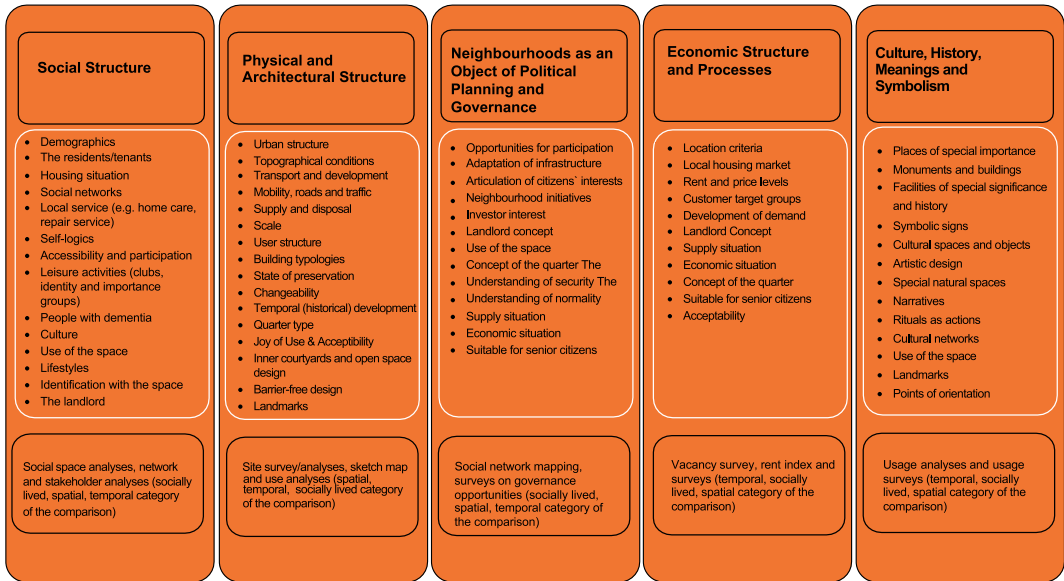 Social Structure
Demographics
The residents/tenants
Housing situation
Social networks
Local service (e.g. home care,
repair service)
Self-logics
Accessibility and participation
Leisure activities (clubs,
identity and importance
groups)
People with dementia
Culture
Use of the space
Lifestyles
Identification with the space
The landlord
Social space analyses, network
and stakeholder analyses (socially
lived, spatial, temporal category
of the comparison)
Physical and
Architectural Structure
Urban structure
Topographical conditions
Transport and development
Mobility, roads and traffic
Supply and disposal
Scale
User structure
Building typologies
State of preservation
Changeability
Temporal (historical) development
Quarter type
Joy of Use & Acceptibility
Inner courtyards and open space
design
Barrier-free design
Landmarks
Site survey/analyses, sketch map
and use analyses (spatial,
temporal, socially lived category
of the comparison)
Neighbourhoods as an
Object of Political
Planning and
Governance
Opportunities for participation
Adaptation of infrastructure
Articulation of citizens` interests
Neighbourhood initiatives
Investor interest
Landlord concept
Use of the space
Concept of the quarter The
Understanding of security The
Understanding of normality
Supply situation
Economic situation
Suitable for senior citizens
Social network mapping,
surveys on governance
opportunities (socially lived,
spatial, temporal category of
the comparison)
Economic Structure
and Processes
Location criteria
Local housing market
Rent and price levels
Customer target groups
Development of demand
Landlord Concept
Supply situation
Economic situation
Concept of the quarter
Suitable for senior citizens
Acceptability
Vacancy survey, rent index and
surveys (temporal, socially
lived, spatial category of the
comparison)
Culture, History,
Meanings and
Symbolism
Places of special importance
Monuments and buildings
Facilities of special significance
and history
Symbolic signs
Cultural spaces and objects
Artistic design
Special natural spaces
Narratives
Rituals as actions
Cultural networks
Use of the space
Landmarks
Points of orientation
Usage analyses and usage
surveys (temporal, socially
lived, spatial category of the
comparison)